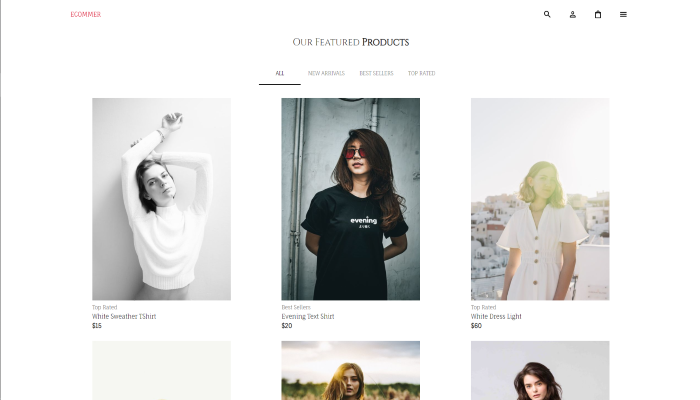 ECOMMER
Our Featured Products
ALL
NEW ARRIVALS
BEST SELLERS
TOP RATED
evening
Top Rated
White Sweather TShirt
$15
Best Sellers
Evening Text Shirt
$20
Top Rated
White Dress Light
$60